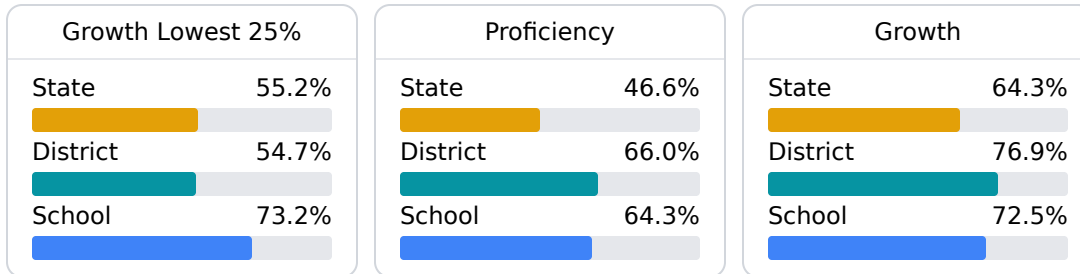 Growth Lowest 25%
State 55.2%
District 54.7%
School 73.2%
Proficiency
State 46.6%
District 66.0%
School 64.3%
Growth
State 64.3%
District 76.9%
School 72.5%